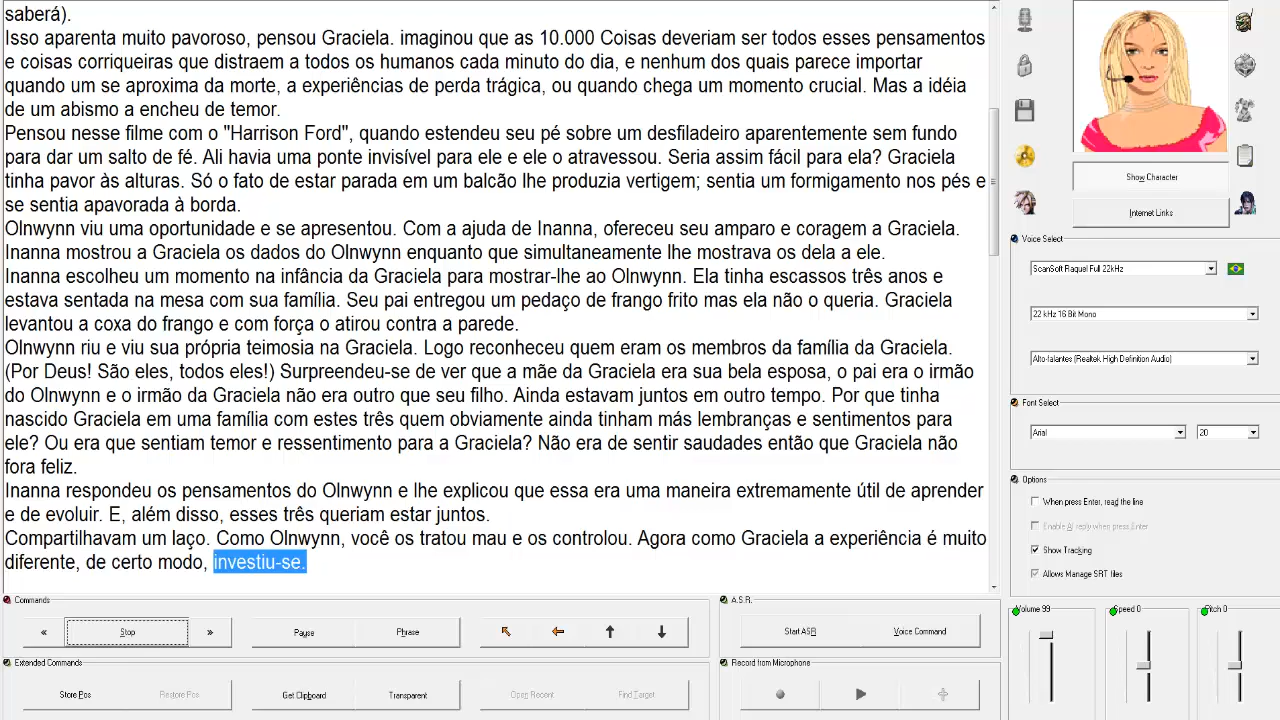 saberá).
Isso aparenta muito pavoroso, pensou Graciela. imaginou que as 10.000 Coisas deveriam ser todos esses pensamentos
e coisas corriqueiras que distraem a todos os humanos cada minuto do dia, e nenhum dos quais parece importar
quando um se aproxima da morte, a experiências de perda trágica, ou quando chega um momento crucial. Mas a idéia
de um abismo a encheu de temor.
Pensou nesse filme com o "Harrison Ford", quando estendeu seu pé sobre um desfiladeiro aparentemente sem fundo
para dar um salto de fé. Ali havia uma ponte invisível para ele e ele o atravessou. Seria assim fácil para ela? Graciela
tinha pavor às alturas. Só o fato de estar parada em um balcão lhe produzia vertigem; sentia um formigamento nos pés e
se sentia apavorada à borda.
Olnwynn viu uma oportunidade e se apresentou. Com a ajuda de Inanna, ofereceu seu amparo e coragem a Graciela.
Inanna mostrou a Graciela os dados do Olnwynn enquanto que simultaneamente lhe mostrava os dela a ele.
Inanna escolheu um momento na infância da Graciela para mostrar-lhe ao Olnwynn. Ela tinha escassos três anos e
estava sentada na mesa com sua família. Seu pai entregou um pedaço de frango frito mas ela não o queria. Graciela
levantou a coxa do frango e com força o atirou contra a parede.
Olnwynn riu e viu sua própria teimosia na Graciela. Logo reconheceu quem eram os membros da família da Graciela.
(Por Deus! São eles, todos eles!) Surpreendeu-se de ver que a mãe da Graciela era sua bela esposa, o pai era o irmão
do Olnwynn e o irmão da Graciela não era outro que seu filho. Ainda estavam juntos em outro tempo. Por que tinha
nascido Graciela em uma família com estes três quem obviamente ainda tinham más lembranças e sentimentos para
ele? Ou era que sentiam temor e ressentimento para a Graciela? Não era de sentir saudades então que Graciela não
fora feliz.
Inanna respondeu os pensamentos do Olnwynn e lhe explicou que essa era uma maneira extremamente útil de aprender
e de evoluir. E, além disso, esses três queriam estar juntos.
Compartilhavam um laço. Como Olnwynn, você os tratou mau e os controlou. Agora como Graciela a experiência é muito
diferente, de certo modo, investiu-se.
Show Character
Internet Links
Voice Select
ScanSoft Raquel Full 22kHz
22 kHz 16 Bit Mono
Alto-falantes (Realtek High Definition Audio)
Font Select
Arial 20
Options
When press Enter, read the line
Enable AI reply when press Enter
Show Tracking
Allows Manage SRT files
Volume 99 Speed 0 Pitch 0
Commands
« Stop » Pause Phrase
A.S.R.
Start ASR Voice Command
Extended Commands
Store Pos Restore Pos Get Clipboard Transparent Open Recent Find Target
Record from Microphone